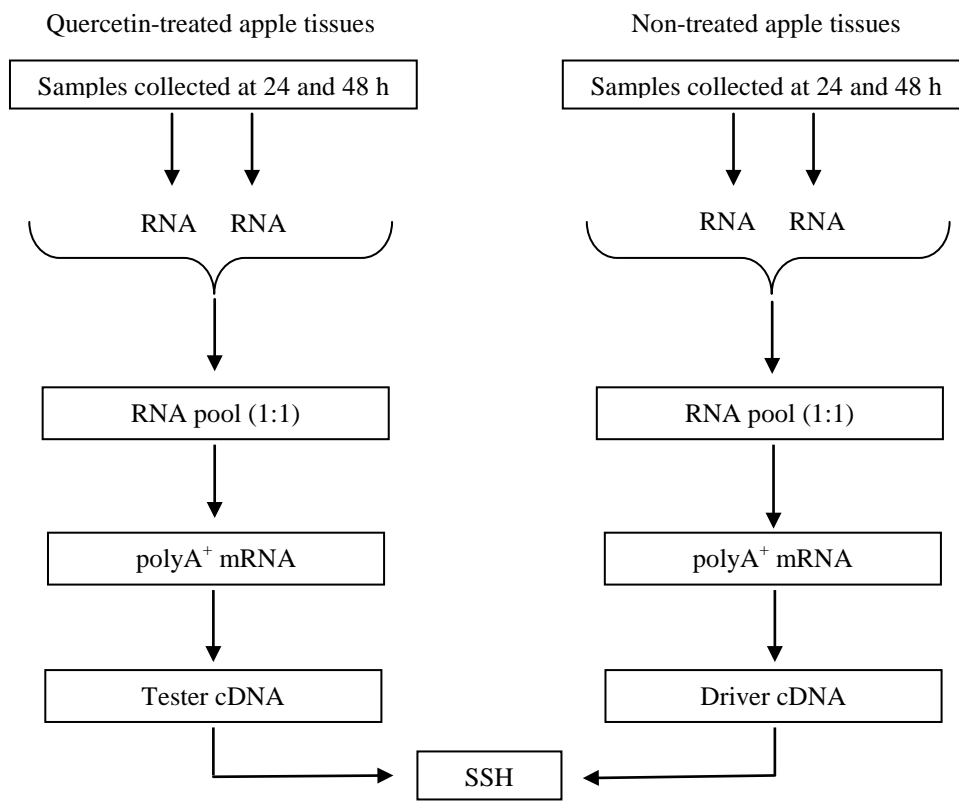 Quercetin-treated apple tissues
Samples collected at 24 and 48 h
RNA RNA
RNA pool (1:1)
polyA⁺ mRNA
Tester cDNA
Non-treated apple tissues
Samples collected at 24 and 48 h
RNA RNA
RNA pool (1:1)
polyA⁺ mRNA
Driver cDNA
SSH